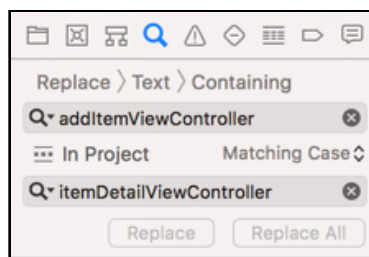 Replace 〉Text 〉Containing
addItemViewController
In Project Matching Case
itemDetailViewController
Replace Replace All